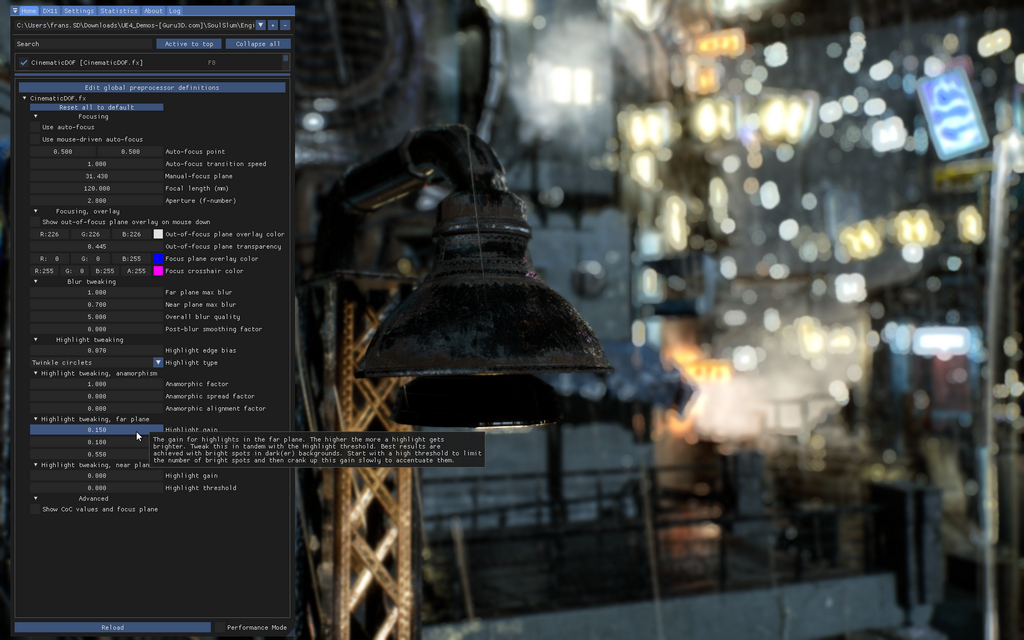 Home DX11 Settings Statistics About Log
C:\Users\frans.SD\Downloads\UE4_Demos-[Guru3D.com]\SoulSlum\Engi
+ -
Search Active to top Collapse all
CinematicDOF [CinematicDOF.fx] F8
Edit global preprocessor definitions
CinematicDOF.fx
Reset all to default
Focusing
Use auto-focus
Use mouse-driven auto-focus
0.500 0.500 Auto-focus point
1.000 Auto-focus transition speed
31.430 Manual-focus plane
120.000 Focal length (mm)
2.800 Aperture (f-number)
Focusing, overlay
Show out-of-focus plane overlay on mouse down
R:226 G:226 B:226 Out-of-focus plane overlay color
0.445 Out-of-focus plane transparency
R: 0 G: 0 B:255 Focus plane overlay color
R:255 G: 0 B:255 A:255 Focus crosshair color
Blur tweaking
1.000 Far plane max blur
0.700 Near plane max blur
5.000 Overall blur quality
0.000 Post-blur smoothing factor
Highlight tweaking
0.070 Highlight edge bias
Twinkle circlets Highlight type
Highlight tweaking, anamorphism
1.000 Anamorphic factor
0.000 Anamorphic spread factor
0.000 Anamorphic alignment factor
Highlight tweaking, far plane
0.150 Highlight gain
0.100
0.550
The gain for highlights in the far plane. The higher the more a highlight gets
brighter. Tweak this in tandem with the Highlight threshold. Best results are
achieved with bright spots in dark(er) backgrounds. Start with a high threshold to limit
the number of bright spots and then crank up this gain slowly to accentuate them.
Highlight tweaking, near plan
0.000 Highlight gain
0.000 Highlight threshold
Advanced
Show CoC values and focus plane
Reload Performance Mode